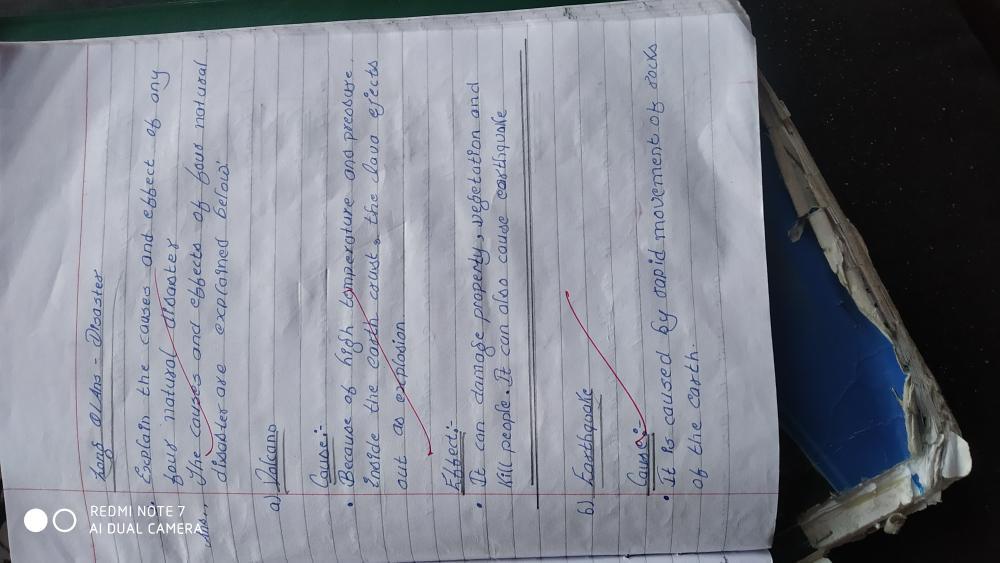 Long Q/Ans - Disaster
• Explain the causes and effect of any
four natural disaster
Ans., The causes and effects of four natural
disaster are explained below:
a) Volcano
Cause:-
• Because of high temperature and pressure
inside the earth crust, the lava ejects
out as explosion.
Effect:-
• It can damage property, vegetation and
kill people. It can also cause earthquake
b) Earthquake
Cause:-
• It is caused by rapid movement of rocks
of the earth.
REDMI NOTE 7
AI DUAL CAMERA